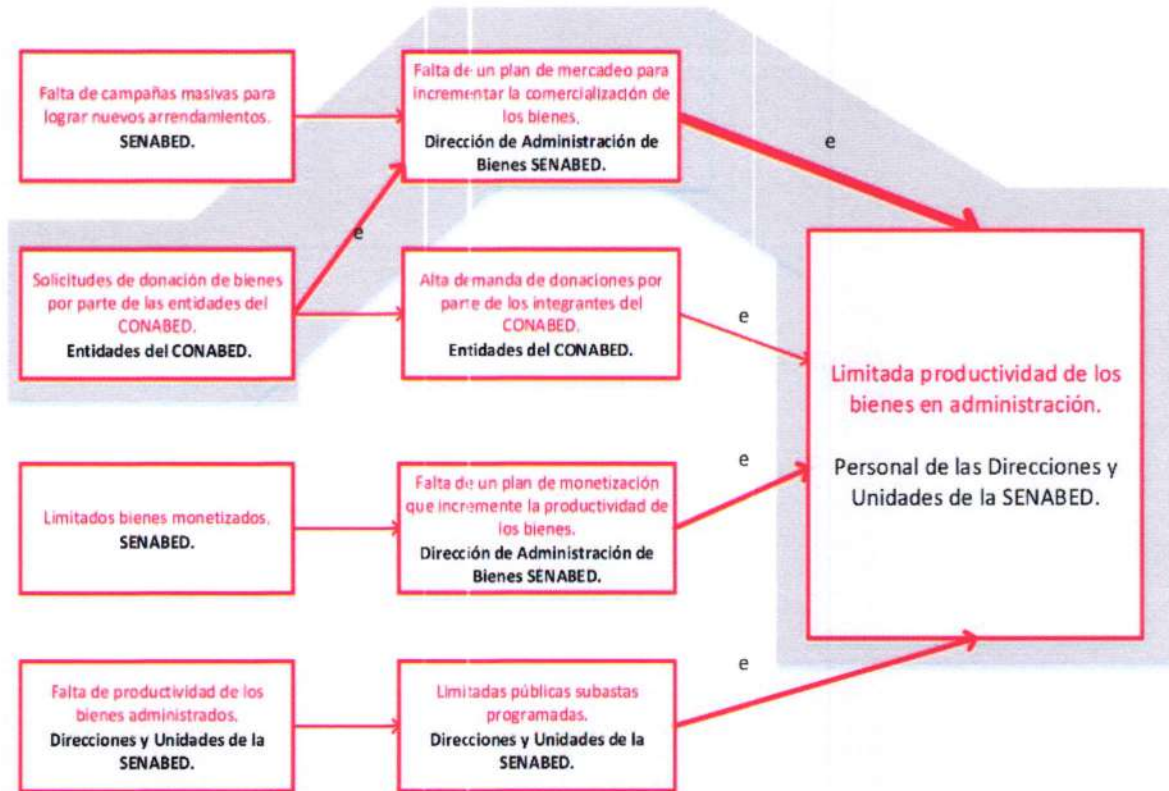 Falta de campañas masivas para
lograr nuevos arrendamientos.
SENABED.
Falta de un plan de mercadeo para
incrementar la comercialización de
los bienes.
Dirección de Administración de
Bienes SENABED.
e
e
Solicitudes de donación de bienes
por parte de las entidades del
CONABED.
Entidades del CONABED.
Alta demanda de donaciones por
parte de los integrantes del
CONABED.
Entidades del CONABED.
e
Limitada productividad de los
bienes en administración.
Personal de las Direcciones y
Unidades de la SENABED.
Limitados bienes monetizados.
SENABED.
Falta de un plan de monetización
que incremente la productividad de
los bienes.
Dirección de Administración de
Bienes SENABED.
e
Falta de productividad de los
bienes administrados.
Direcciones y Unidades de la
SENABED.
Limitadas públicas subastas
programadas.
Direcciones y Unidades de la
SENABED.
e